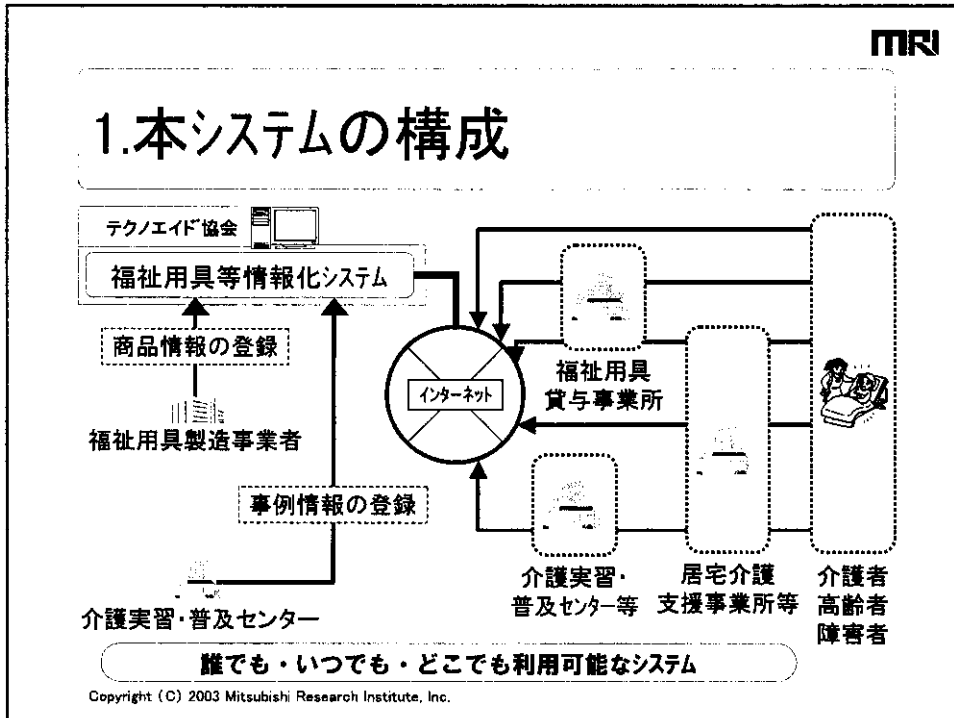 MRI
1.本システムの構成
テクノエイド協会
福祉用具等情報化システム
商品情報の登録
福祉用具製造事業者
事例情報の登録
介護実習・普及センター
インターネット
福祉用具
貸与事業所
介護実習・
普及センター等
居宅介護
支援事業所等
介護者
高齢者
障害者
誰でも・いつでも・どこでも利用可能なシステム
Copyright (C) 2003 Mitsubishi Research Institute, Inc.